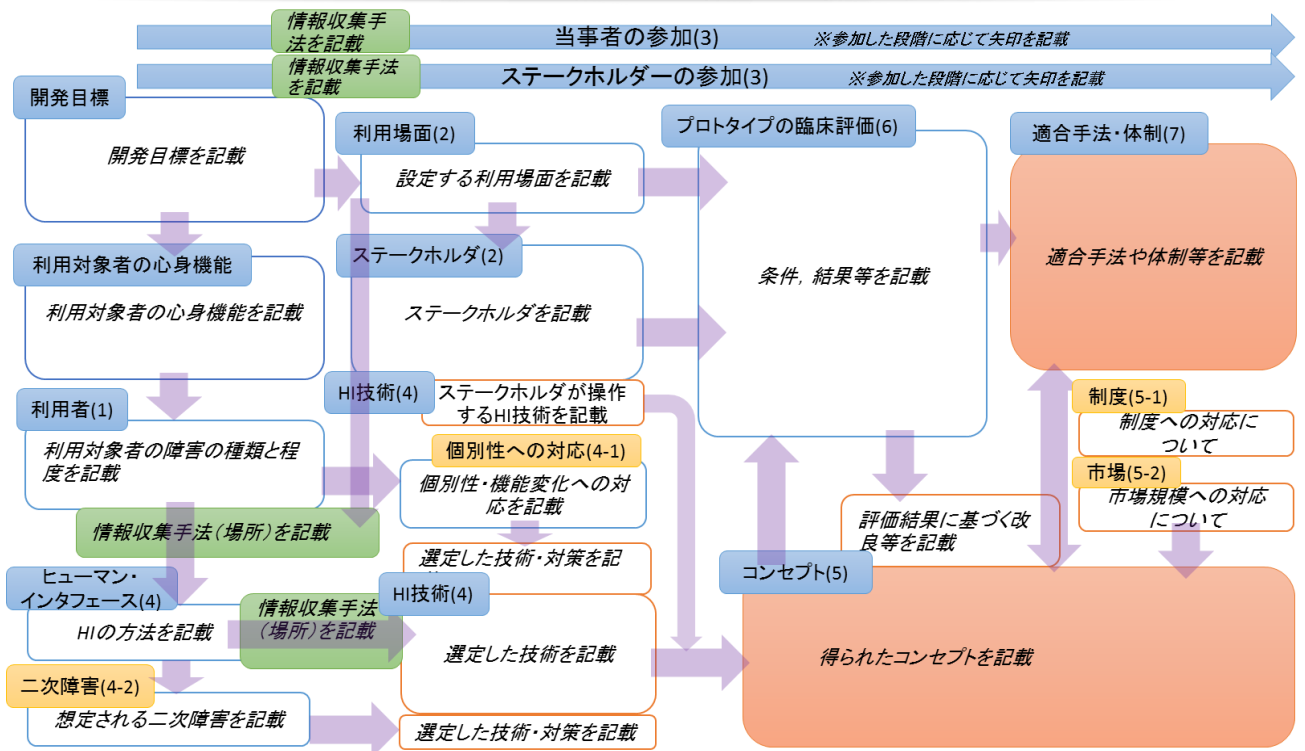 情報収集手
法を記載
当事者の参加(3)
※参加した段階に応じて矢印を記載
情報収集手法
を記載
ステークホルダーの参加(3)
※参加した段階に応じて矢印を記載
開発目標
開発目標を記載
利用場面(2)
設定する利用場面を記載
プロトタイプの臨床評価(6)
条件, 結果等を記載
適合手法・体制(7)
適合手法や体制等を記載
利用対象者の心身機能
利用対象者の心身機能を記載
ステークホルダ(2)
ステークホルダを記載
HI技術(4)
ステークホルダが操作
するHI技術を記載
利用者(1)
利用対象者の障害の種類と程
度を記載
個別性への対応(4-1)
個別性・機能変化への対
応を記載
制度(5-1)
制度への対応に
ついて
市場(5-2)
市場規模への対応
について
情報収集手法(場所)を記載
評価結果に基づく改
良等を記載
選定した技術・対策を記
ヒューマン・
インタフェース(4)
HIの方法を記載
情報収集手法
(場所)を記載
HI技術(4)
選定した技術を記載
コンセプト(5)
得られたコンセプトを記載
二次障害(4-2)
想定される二次障害を記載
選定した技術・対策を記載